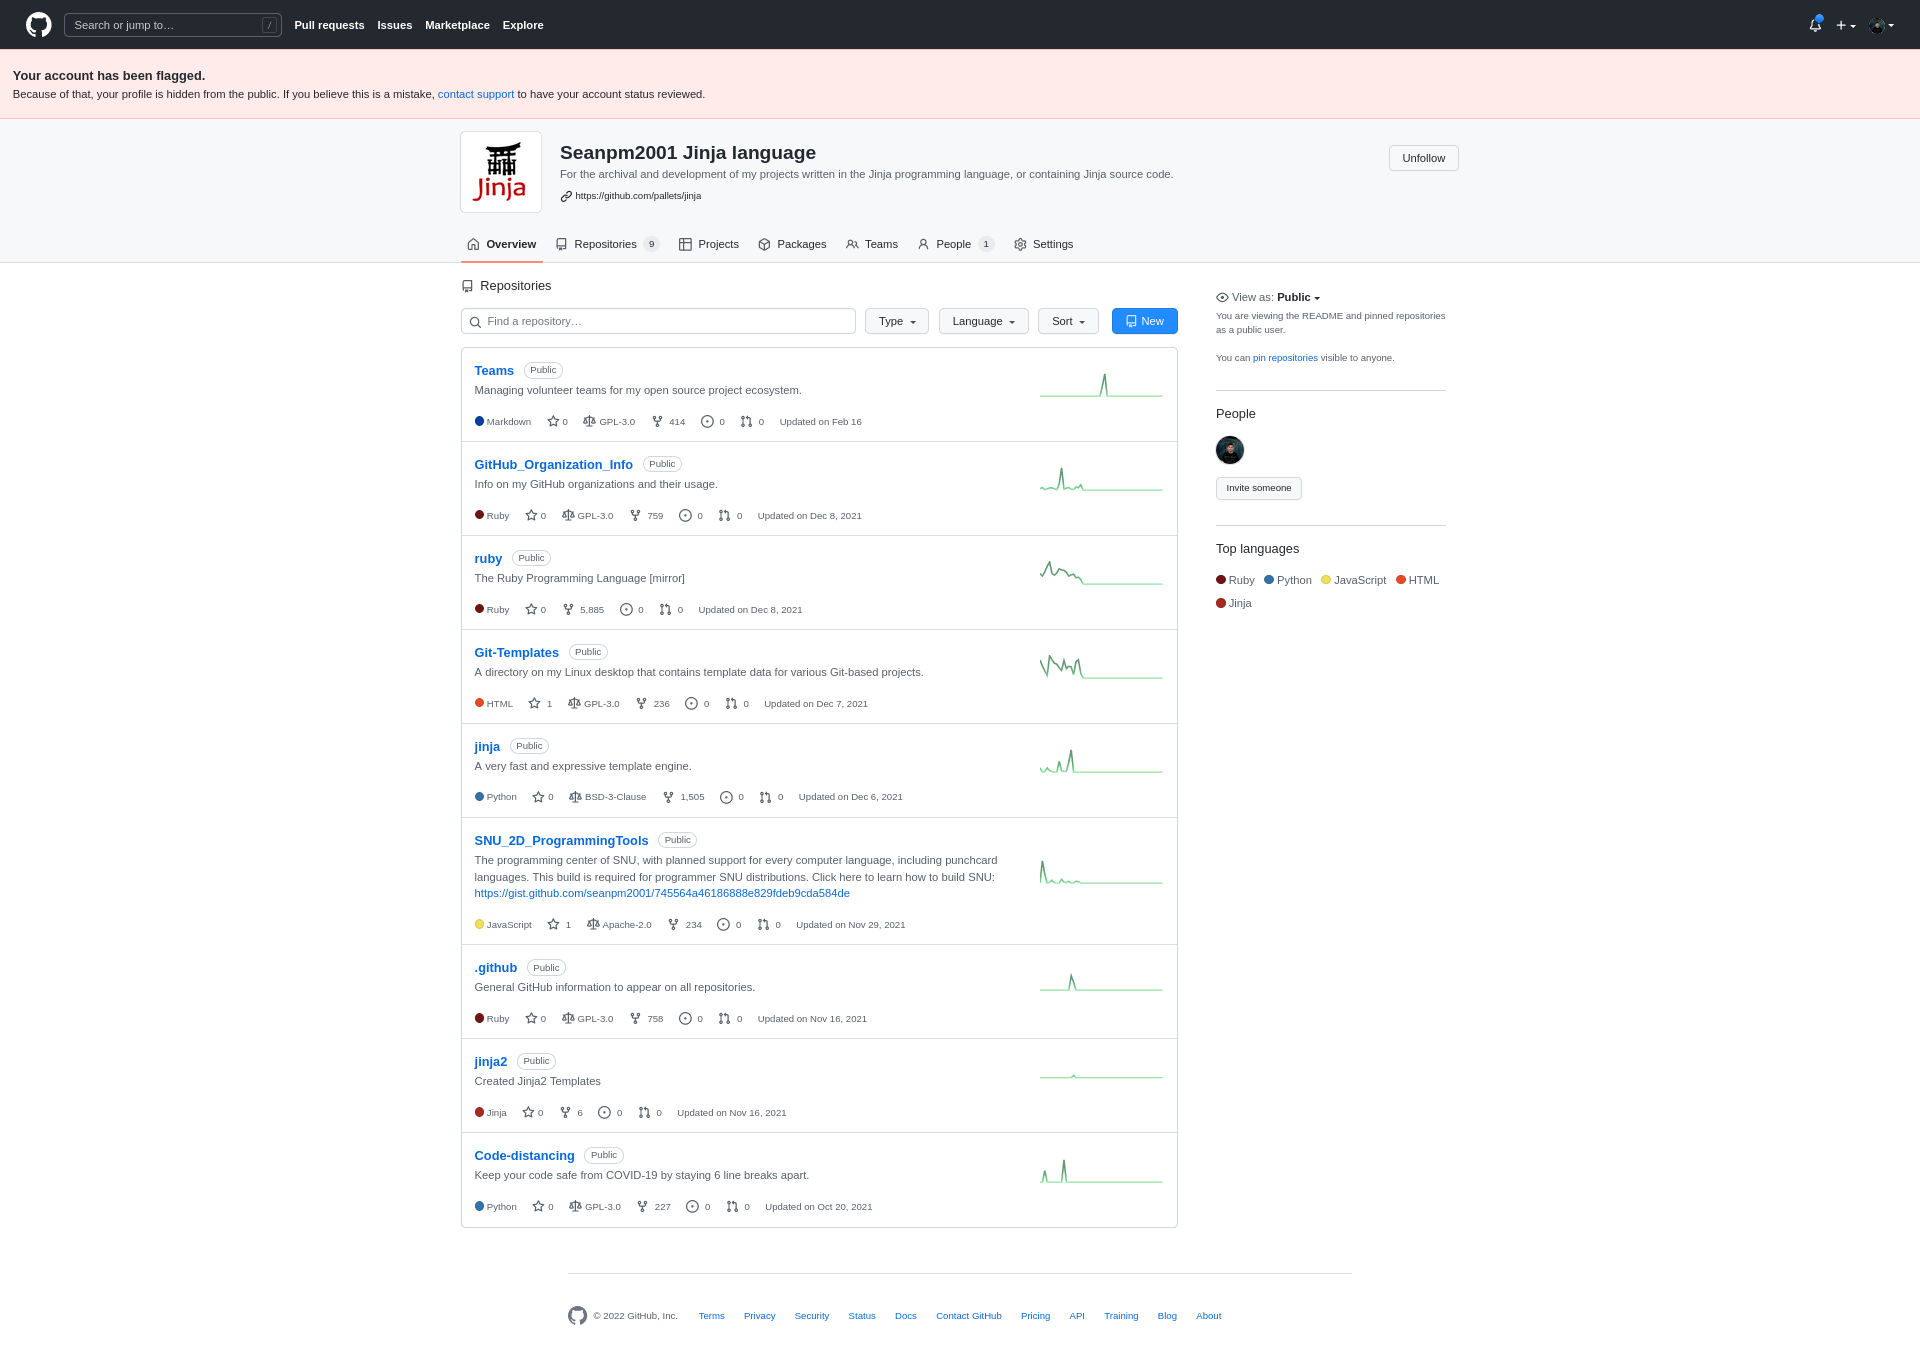 Search or jump to…
/
Pull requests
Issues
Marketplace
Explore
Your account has been flagged.
Because of that, your profile is hidden from the public. If you believe this is a mistake, contact support to have your account status reviewed.
Jinja
Seanpm2001 Jinja language
For the archival and development of my projects written in the Jinja programming language, or containing Jinja source code.
https://github.com/pallets/jinja
Unfollow
Overview
Repositories 9
Projects
Packages
Teams
People 1
Settings
Repositories
Find a repository…
Type
Language
Sort
New
Teams Public
Managing volunteer teams for my open source project ecosystem.
Markdown 0 GPL-3.0 414 0 0 Updated on Feb 16
GitHub_Organization_Info Public
Info on my GitHub organizations and their usage.
Ruby 0 GPL-3.0 759 0 0 Updated on Dec 8, 2021
ruby Public
The Ruby Programming Language [mirror]
Ruby 0 5,885 0 0 Updated on Dec 8, 2021
Git-Templates Public
A directory on my Linux desktop that contains template data for various Git-based projects.
HTML 1 GPL-3.0 236 0 0 Updated on Dec 7, 2021
jinja Public
A very fast and expressive template engine.
Python 0 BSD-3-Clause 1,505 0 0 Updated on Dec 6, 2021
SNU_2D_ProgrammingTools Public
The programming center of SNU, with planned support for every computer language, including punchcard
languages. This build is required for programmer SNU distributions. Click here to learn how to build SNU:
https://gist.github.com/seanpm2001/745564a46186888e829fdeb9cda584de
JavaScript 1 Apache-2.0 234 0 0 Updated on Nov 29, 2021
.github Public
General GitHub information to appear on all repositories.
Ruby 0 GPL-3.0 758 0 0 Updated on Nov 16, 2021
jinja2 Public
Created Jinja2 Templates
Jinja 0 6 0 0 Updated on Nov 16, 2021
Code-distancing Public
Keep your code safe from COVID-19 by staying 6 line breaks apart.
Python 0 GPL-3.0 227 0 0 Updated on Oct 20, 2021
View as: Public
You are viewing the README and pinned repositories
as a public user.
You can pin repositories visible to anyone.
People
Invite someone
Top languages
Ruby Python JavaScript HTML
Jinja
© 2022 GitHub, Inc.
Terms
Privacy
Security
Status
Docs
Contact GitHub
Pricing
API
Training
Blog
About